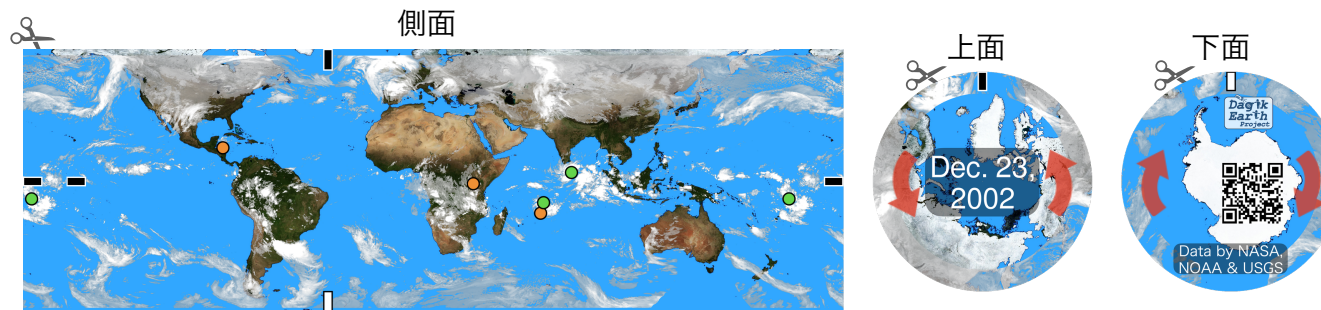 側面
上面
下面
Dec. 23,
2002
Dagik
Earth
Project
Data by NASA,
NOAA & USGS